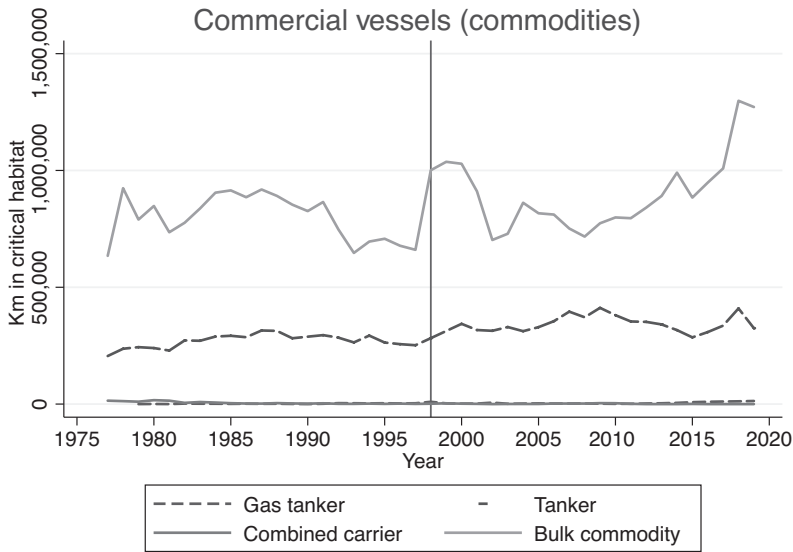 Commercial vessels (commodities)
1,500,000
1,000,000
500,000
0
Km in critical habitat
1975 1980 1985 1990 1995 2000 2005 2010 2015 2020
Year
Gas tanker Tanker
Combined carrier Bulk commodity